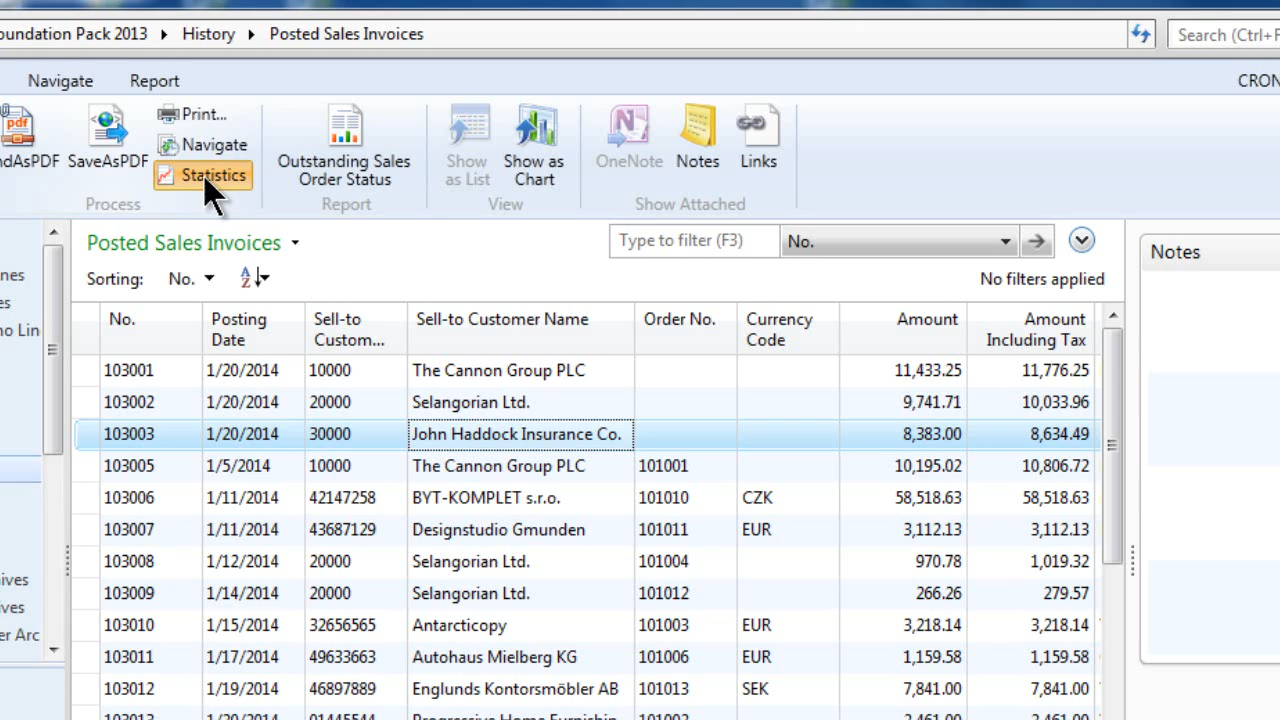 oundation Pack 2013 ▸ History ▸ Posted Sales Invoices
Search (Ctrl+F
Navigate Report
CRON
ndAsPDF
SaveAsPDF
Print...
Navigate
Statistics
Process
Outstanding Sales
Order Status
Report
Show
as List
Show as
Chart
View
OneNote
Notes
Links
Show Attached
Posted Sales Invoices
Type to filter (F3)
No.
Sorting: No.
No filters applied
Notes
nes
es
no Lin
ives
ves
er Arc
No. Posting Date Sell-to Custom... Sell-to Customer Name Order No. Currency Code Amount Amount Including Tax
103001 1/20/2014 10000 The Cannon Group PLC 11,433.25 11,776.25
103002 1/20/2014 20000 Selangorian Ltd. 9,741.71 10,033.96
103003 1/20/2014 30000 John Haddock Insurance Co. 8,383.00 8,634.49
103005 1/5/2014 10000 The Cannon Group PLC 101001 10,195.02 10,806.72
103006 1/11/2014 42147258 BYT-KOMPLET s.r.o. 101010 CZK 58,518.63 58,518.63
103007 1/11/2014 43687129 Designstudio Gmunden 101011 EUR 3,112.13 3,112.13
103008 1/12/2014 20000 Selangorian Ltd. 101004 970.78 1,019.32
103009 1/14/2014 20000 Selangorian Ltd. 101012 266.26 279.57
103010 1/15/2014 32656565 Antarcticopy 101003 EUR 3,218.14 3,218.14
103011 1/17/2014 49633663 Autohaus Mielberg KG 101006 EUR 1,159.58 1,159.58
103012 1/19/2014 46897889 Englunds Kontorsmöbler AB 101013 SEK 7,841.00 7,841.00